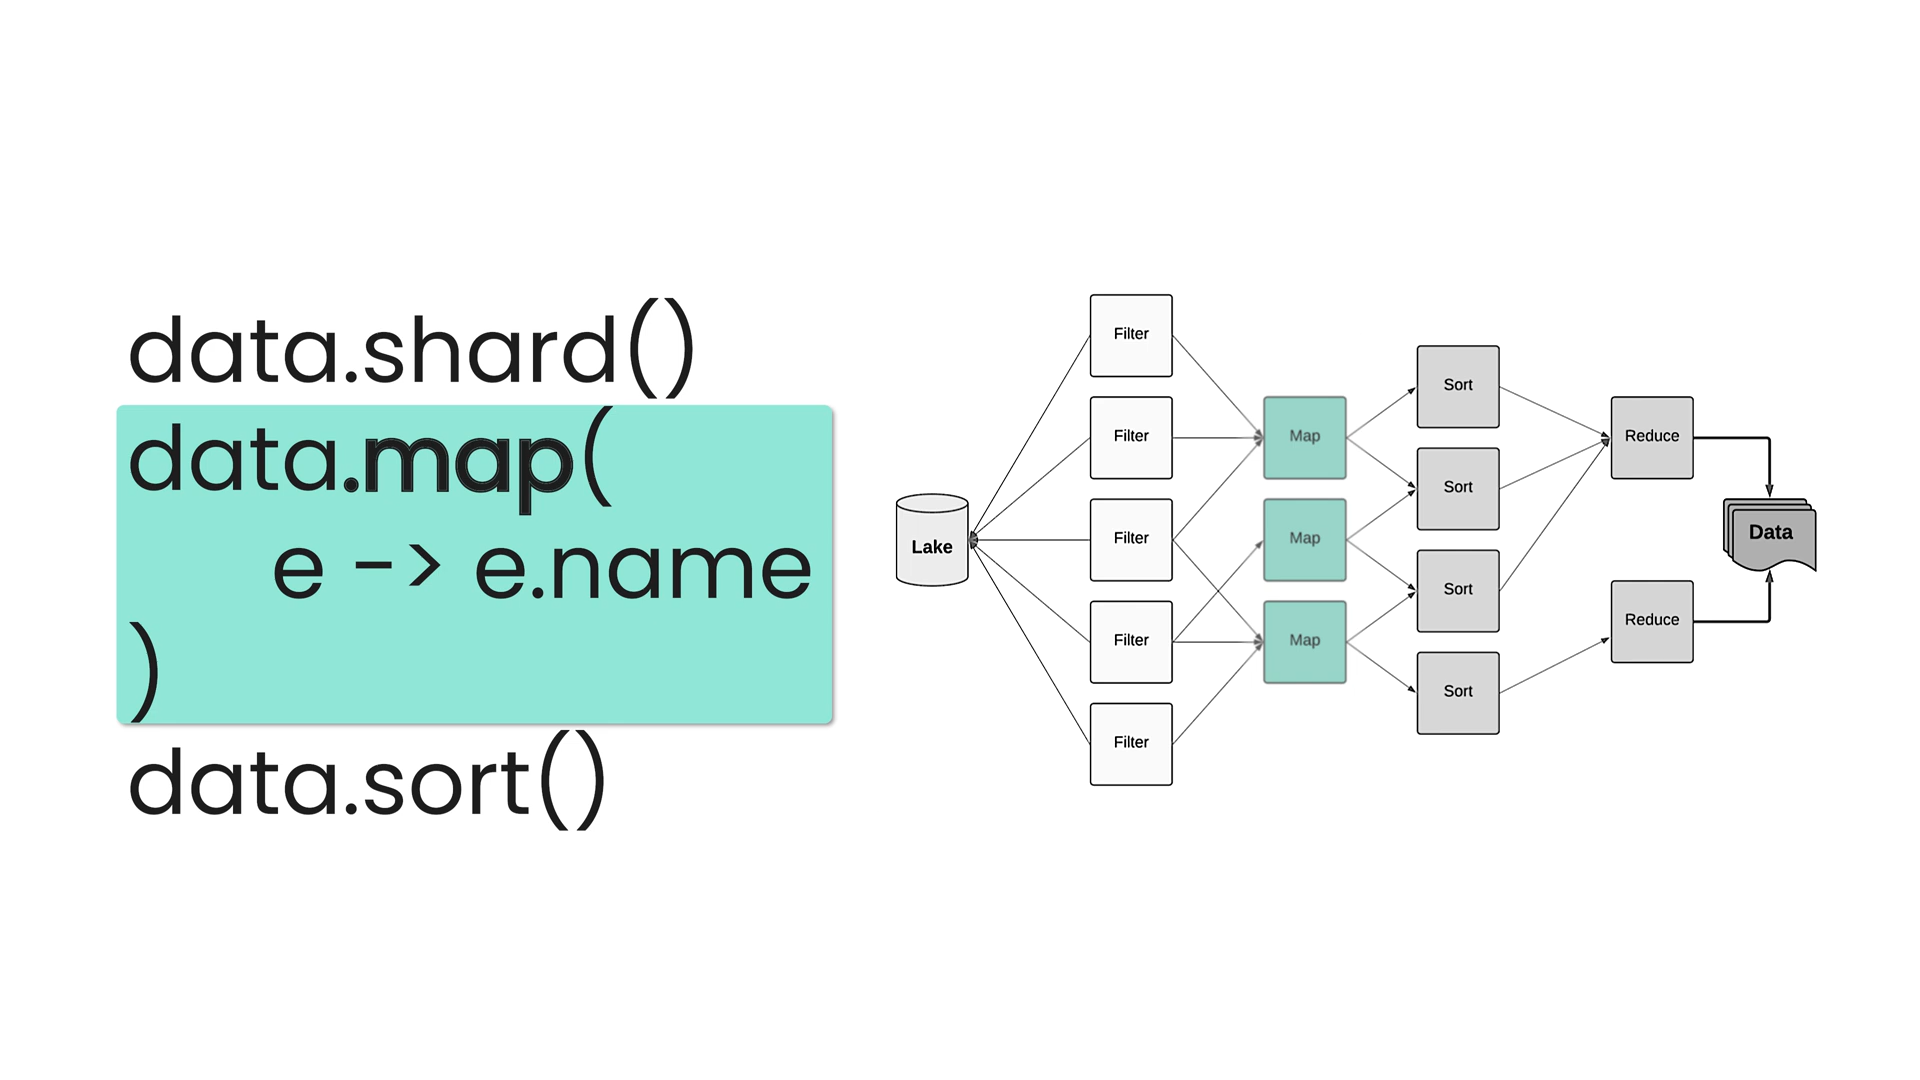 data.shard()
data.map(
e -> e.name
)
data.sort()
Lake
Filter
Filter
Filter
Filter
Filter
Map
Map
Map
Sort
Sort
Sort
Sort
Reduce
Reduce
Data